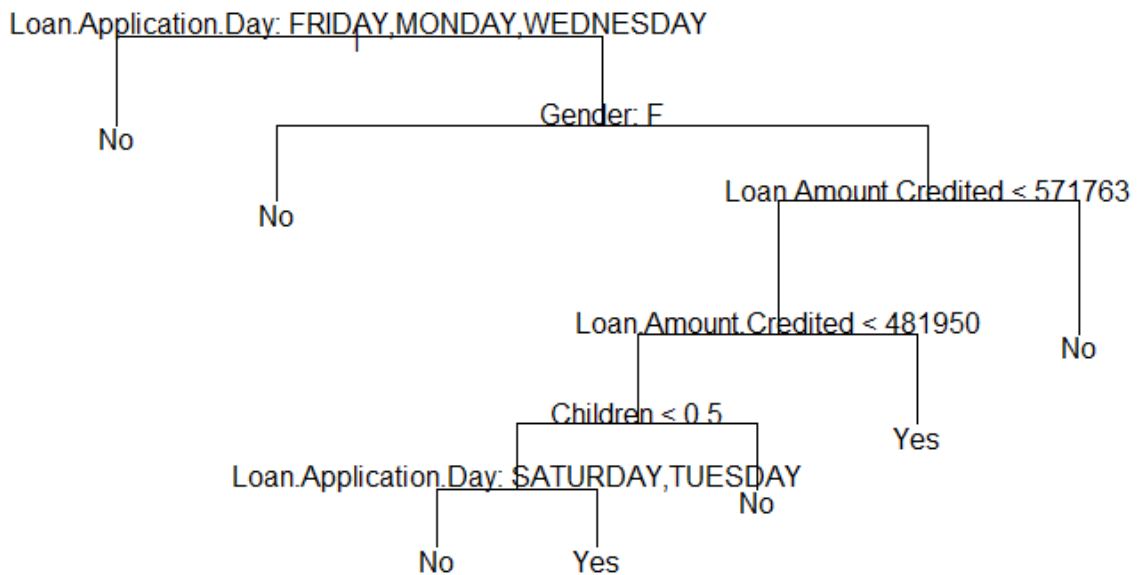 Loan.Application.Day: FRIDAY,MONDAY,WEDNESDAY
No
Gender: F
No
Loan.Amount.Credited < 571763
Loan.Amount.Credited < 481950
No
Children < 0.5
Yes
Loan.Application.Day: SATURDAY,TUESDAY
No
No
Yes